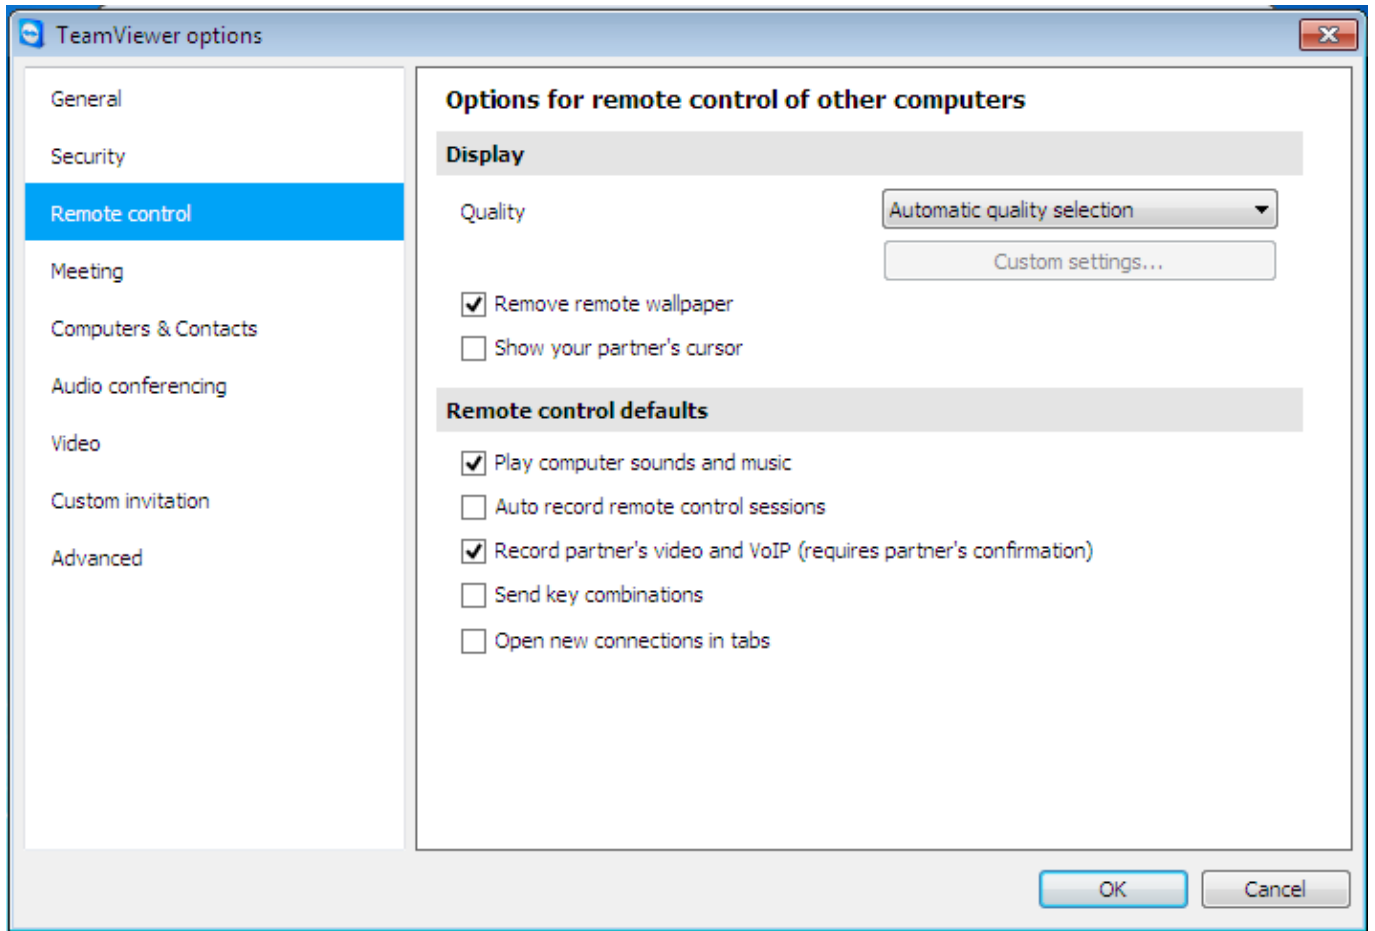 TeamViewer options
General
Security
Remote control
Meeting
Computers & Contacts
Audio conferencing
Video
Custom invitation
Advanced
Options for remote control of other computers
Display
Quality
Automatic quality selection
Custom settings...
Remove remote wallpaper
Show your partner's cursor
Remote control defaults
Play computer sounds and music
Auto record remote control sessions
Record partner's video and VoIP (requires partner's confirmation)
Send key combinations
Open new connections in tabs
OK
Cancel